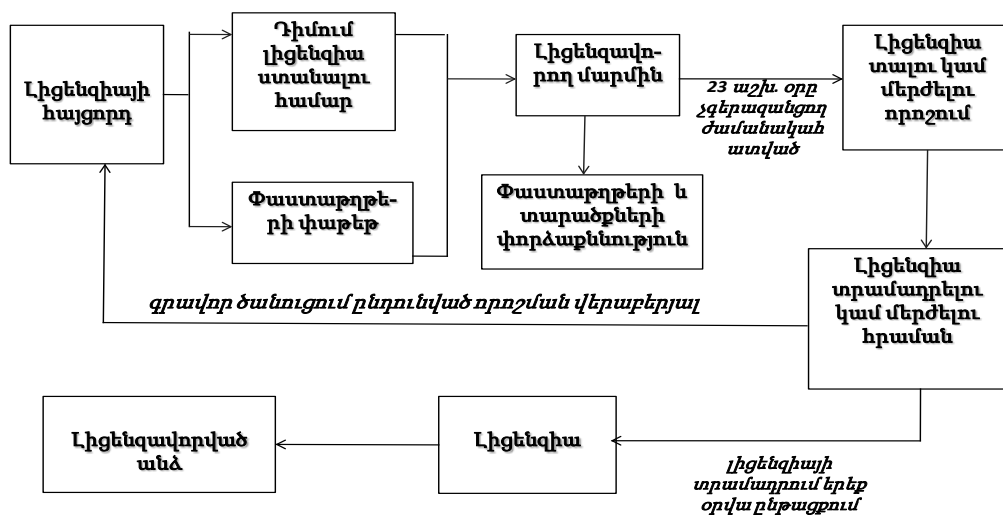 Լիցենզիայի
հայցորդ
Դիմում
լիցենզիա
ստանալու
համար
Փաստաթղթե-
րի փաթեթ
Լիցենզավո-
րող մարմին
Փաստաթղթերի և
տարածքների
փորձաքննություն
23 աշխ. օրը
չգերազանցող
ժամանակահ
ատված
Լիցենզիա
տալու կամ
մերժելու
որոշում
Լիցենզիա
տրամադրելու
կամ մերժելու
հրաման
գրավոր ծանուցում ընդունված որոշման վերաբերյալ
լիցենզիայի
տրամադրում երեք
օրվա ընթացքում
Լիցենզիա
Լիցենզավորված
անձ